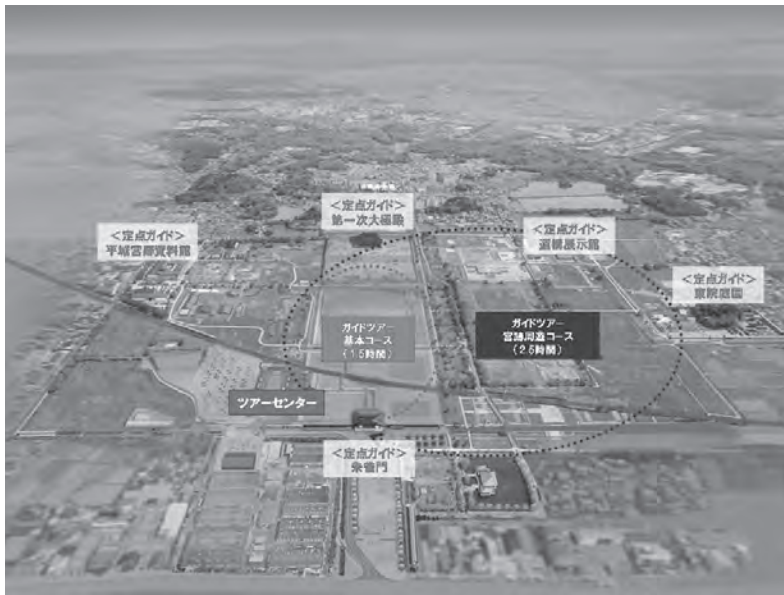 <定点ガイド>
第一次大極殿
<定点ガイド>
平城宮跡資料館
<定点ガイド>
遺構展示館
<定点ガイド>
東院庭園
ガイドツアー
基本コース
(1.5時間)
ガイドツアー
宮跡周遊コース
(2.5時間)
ツアーセンター
<定点ガイド>
朱雀門